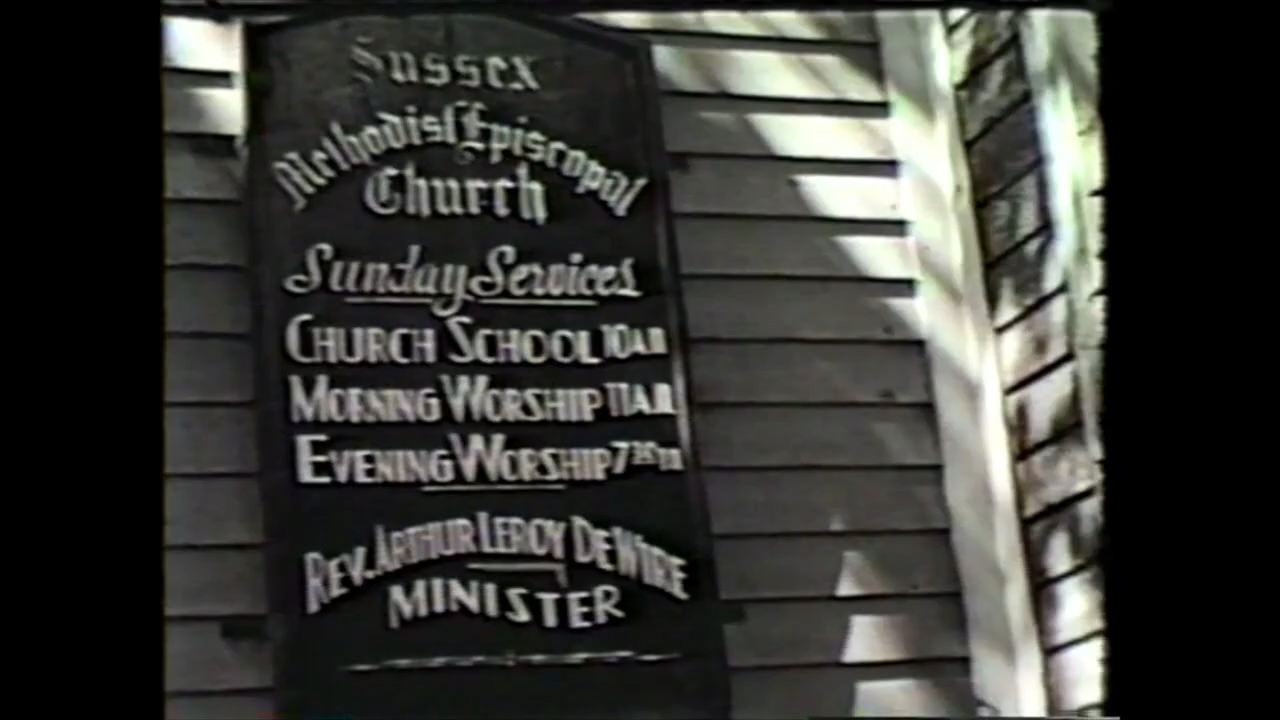 Sussex
Methodist Episcopal
Church
Sunday Services
CHURCH SCHOOL 10 A.M.
MORNING WORSHIP 11 A.M.
EVENING WORSHIP 7 30 P.M.
REV. ARTHUR LEROY DEWIRE
MINISTER